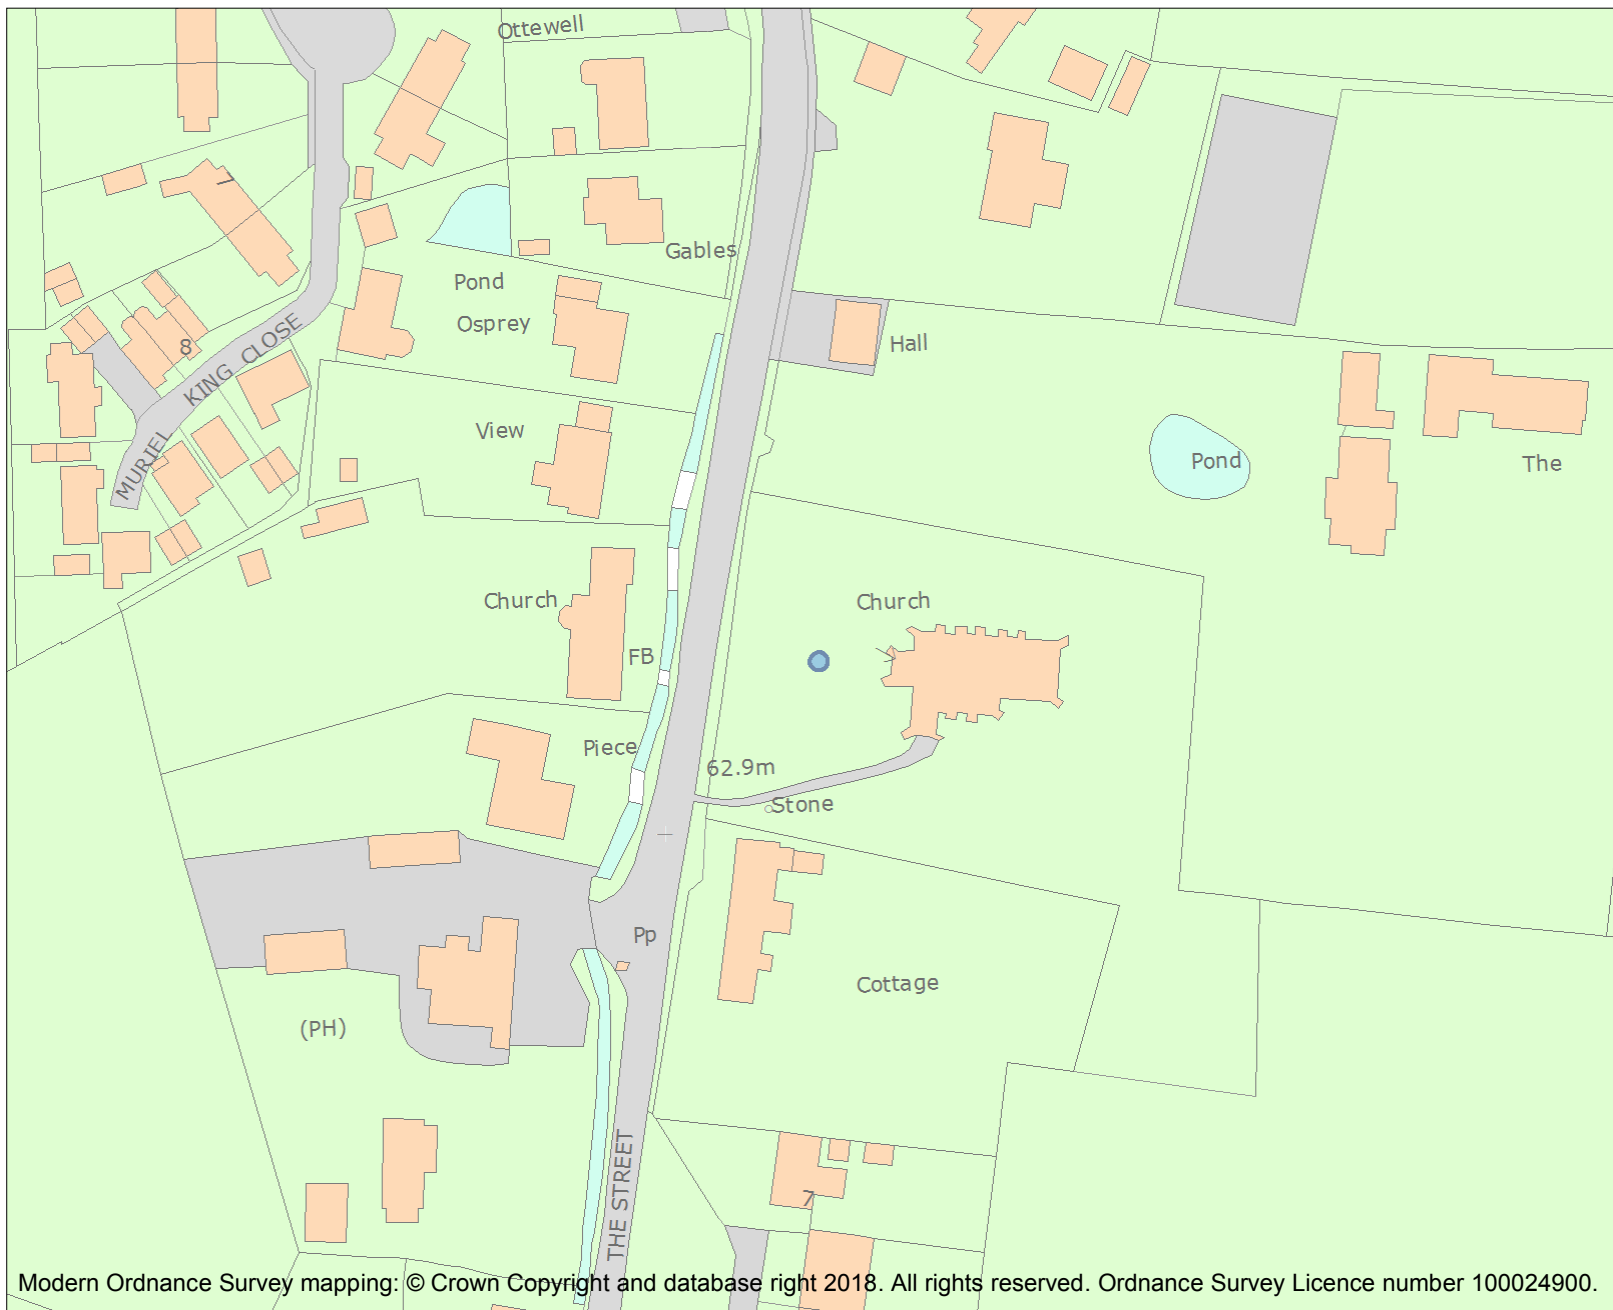 Ottewell
7
Gables
Pond
Osprey
Hall
8
MURIEL KING CLOSE
View
Pond
The
Church
Church
FB
Piece
62.9m
Stone
Pp
Cottage
(PH)
THE STREET
7
Modern Ordnance Survey mapping: © Crown Copyright and database right 2018. All rights reserved. Ordnance Survey Licence number 100024900.